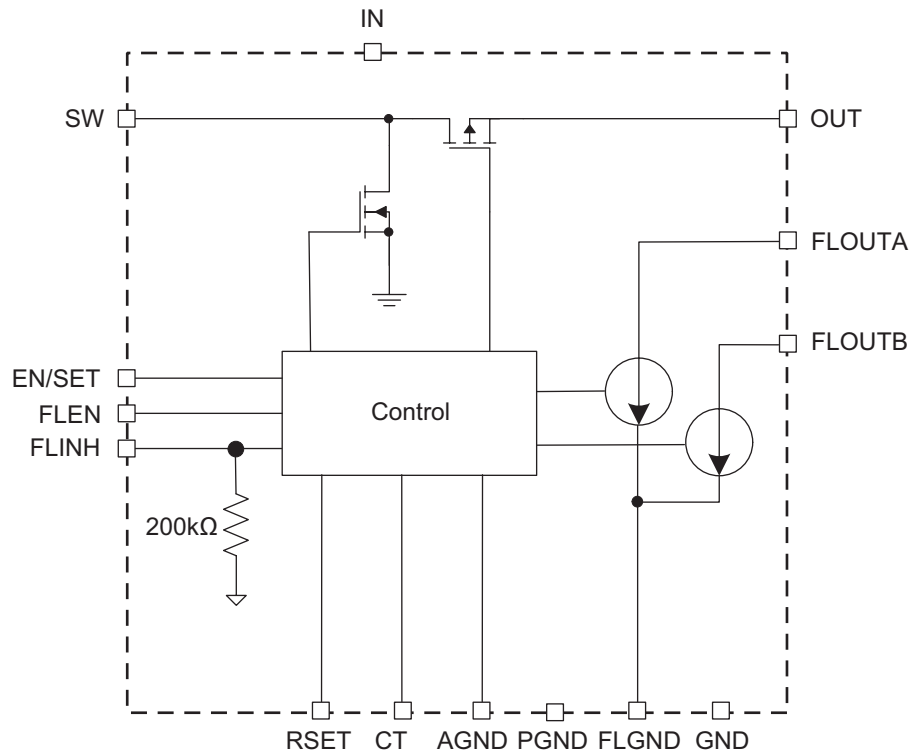 IN
SW
OUT
FLOUTA
FLOUTB
EN/SET
FLEN
Control
FLINH
200kΩ
RSET CT AGND PGND FLGND GND